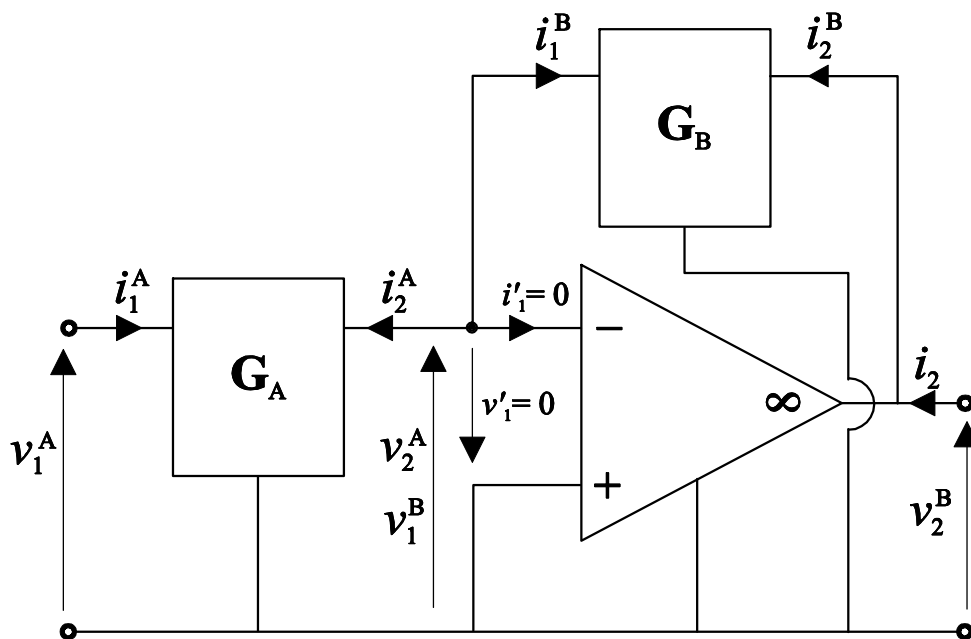 i₁ᴮ
i₂ᴮ
G_B
i₁ᴬ
i₂ᴬ
i′₁= 0
−
G_A
∞
i₂
v₁ᴬ
v₂ᴬ
v′₁= 0
v₁ᴮ
+
v₂ᴮ